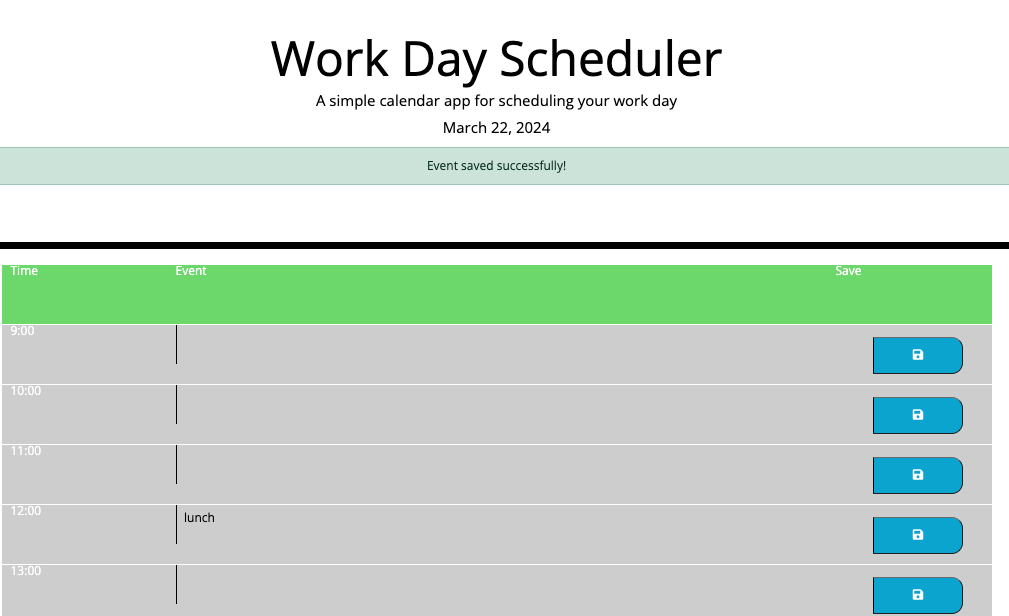 Work Day Scheduler
A simple calendar app for scheduling your work day
March 22, 2024
Event saved successfully!
Time Event Save
9:00
10:00
11:00
12:00 lunch
13:00